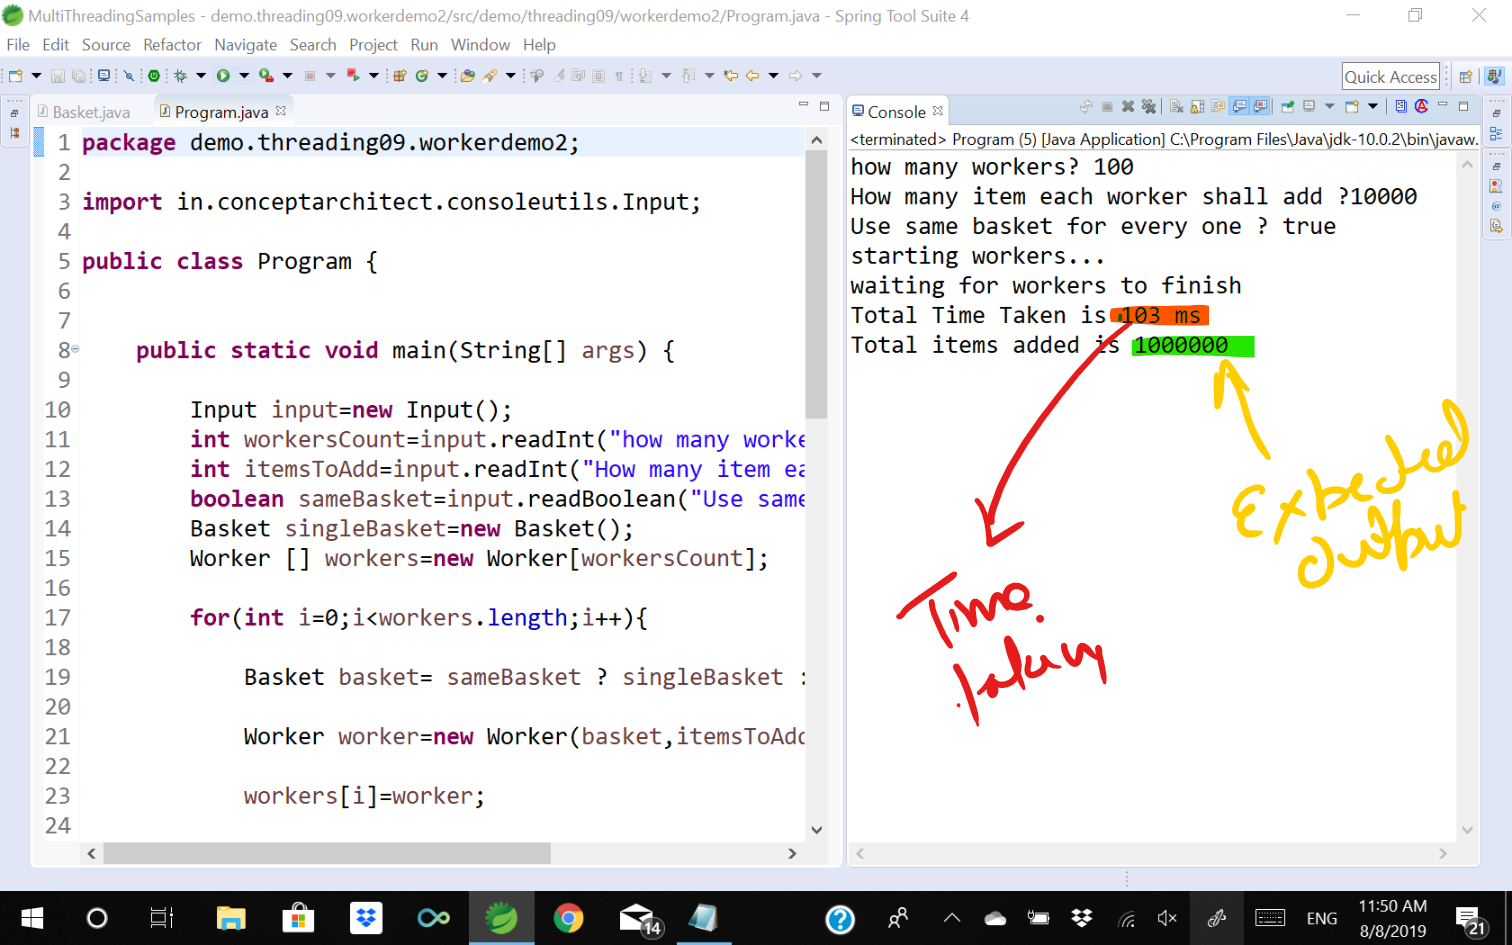 MultiThreadingSamples - demo.threading09.workerdemo2/src/demo/threading09/workerdemo2/Program.java - Spring Tool Suite 4
File Edit Source Refactor Navigate Search Project Run Window Help
Quick Access
Basket.java Program.java
1 package demo.threading09.workerdemo2;
2
3 import in.conceptarchitect.consoleutils.Input;
4
5 public class Program {
6
7
8 public static void main(String[] args) {
9
10 Input input=new Input();
11 int workersCount=input.readInt("how many worke
12 int itemsToAdd=input.readInt("How many item ea
13 boolean sameBasket=input.readBoolean("Use same
14 Basket singleBasket=new Basket();
15 Worker [] workers=new Worker[workersCount];
16
17 for(int i=0;i<workers.length;i++){
18
19 Basket basket= sameBasket ? singleBasket :
20
21 Worker worker=new Worker(basket,itemsToAdd
22
23 workers[i]=worker;
24
Console
<terminated> Program (5) [Java Application] C:\Program Files\Java\jdk-10.0.2\bin\javaw.
how many workers? 100
How many item each worker shall add ?10000
Use same basket for every one ? true
starting workers...
waiting for workers to finish
Total Time Taken is 103 ms
Total items added is 1000000
Expected
output
Time
taken
14
ENG
11:50 AM
8/8/2019
21